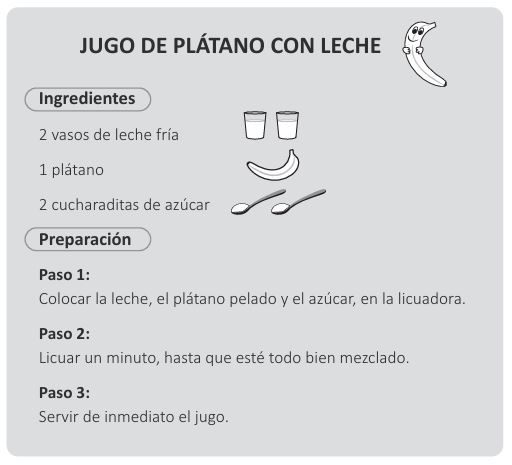 JUGO DE PLÁTANO CON LECHE
Ingredientes
2 vasos de leche fría
1 plátano
2 cucharaditas de azúcar
Preparación
Paso 1:
Colocar la leche, el plátano pelado y el azúcar, en la licuadora.
Paso 2:
Licuar un minuto, hasta que esté todo bien mezclado.
Paso 3:
Servir de inmediato el jugo.